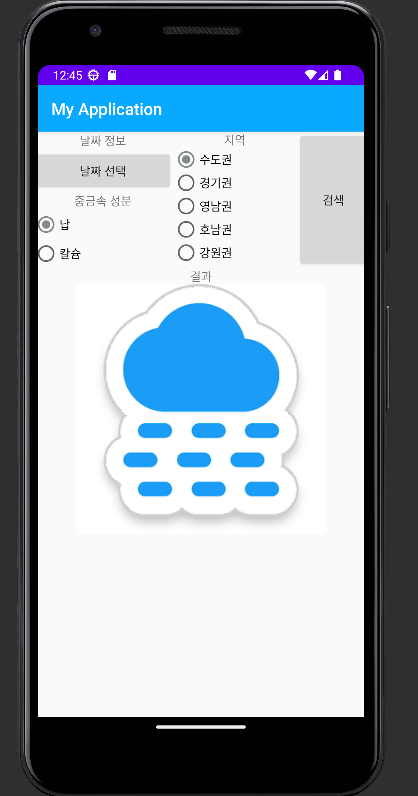 12:45
My Application
날짜 정보
날짜 선택
중금속 성분
납
칼슘
지역
수도권
경기권
영남권
호남권
강원권
검색
결과